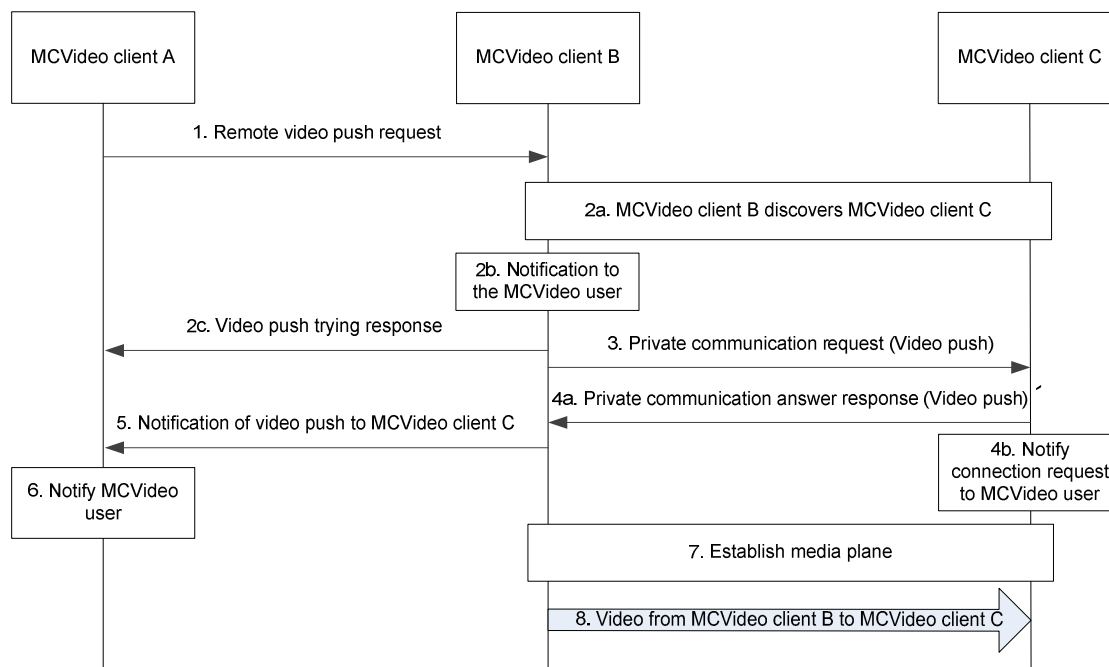 MCVideo client A
MCVideo client B
MCVideo client C
1. Remote video push request
2a. MCVideo client B discovers MCVideo client C
2b. Notification to
the MCVideo user
2c. Video push trying response
3. Private communication request (Video push)
4a. Private communication answer response (Video push)
5. Notification of video push to MCVideo client C
4b. Notify
connection request
to MCVideo user
6. Notify MCVideo
user
7. Establish media plane
8. Video from MCVideo client B to MCVideo client C